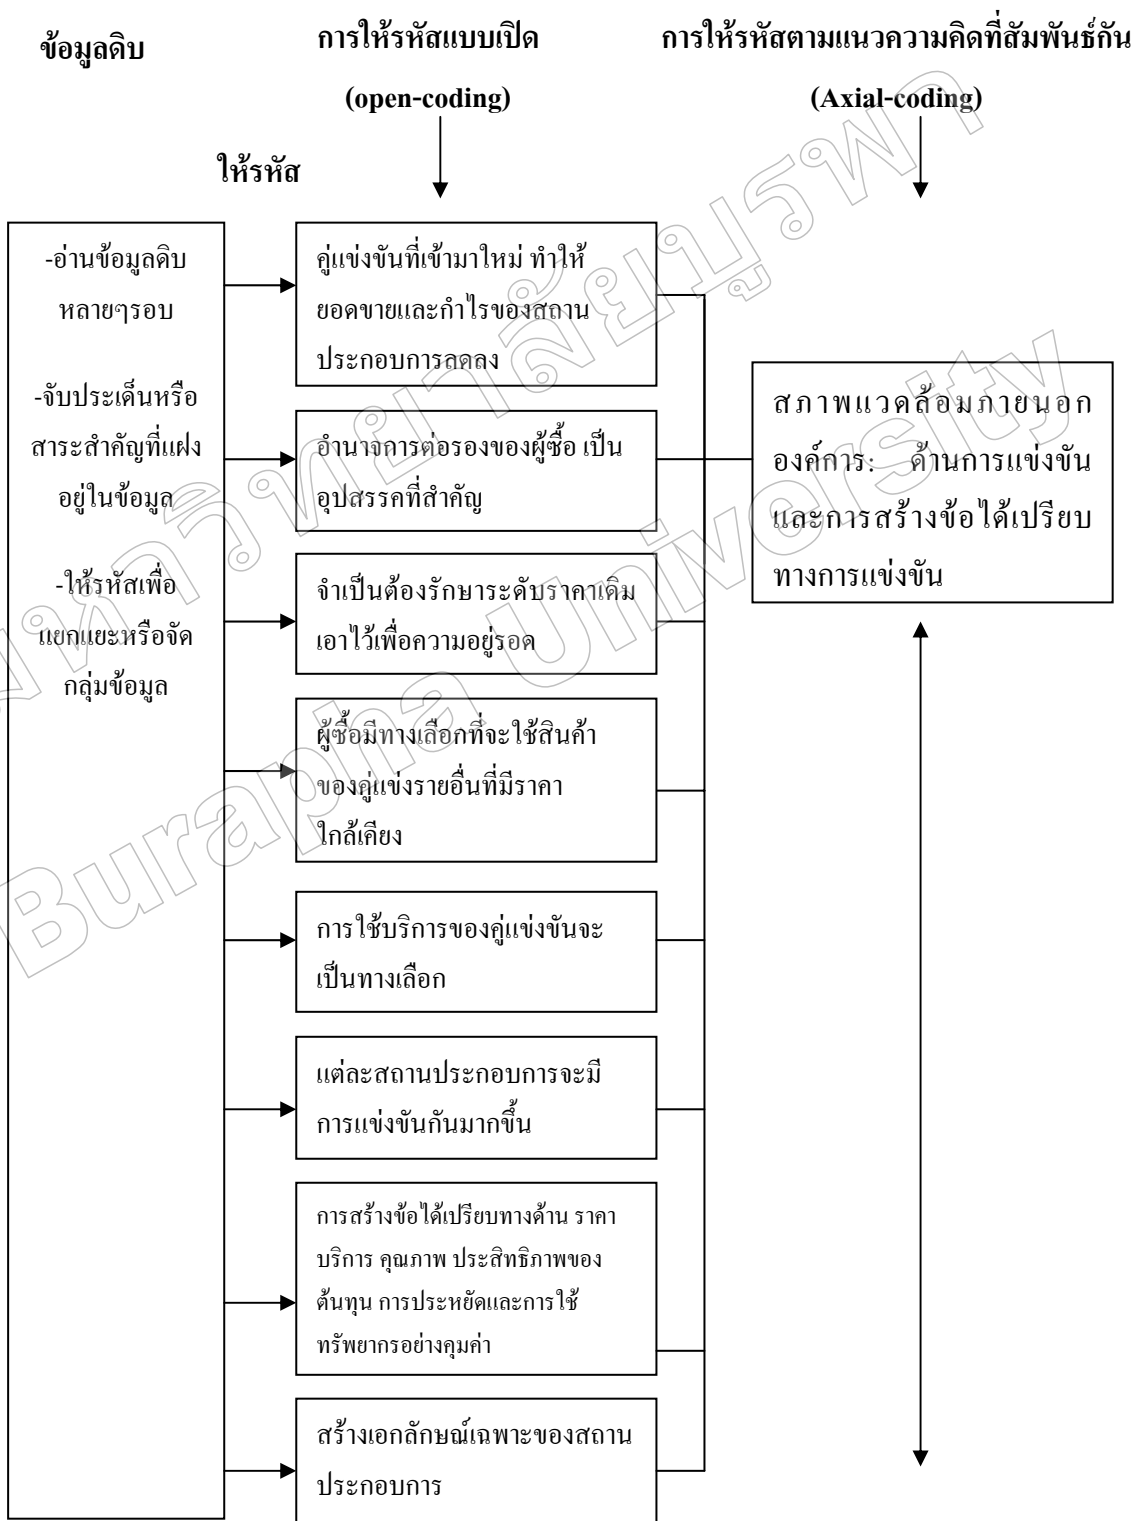 ข้อมูลดิบ
การให้รหัสแบบเปิด
(open-coding)
การให้รหัสตามแนวความคิดที่สัมพันธ์กัน
(Axial-coding)
ให้รหัส
-อ่านข้อมูลดิบ
หลายๆรอบ
-จับประเด็นหรือ
สาระสำคัญที่แฝง
อยู่ในข้อมูล
-ให้รหัสเพื่อ
แยกแยะหรือจัด
กลุ่มข้อมูล
คู่แข่งขันที่เข้ามาใหม่ ทำให้
ยอดขายและกำไรของสถาน
ประกอบการลดลง
อำนาจการต่อรองของผู้ซื้อ เป็น
อุปสรรคที่สำคัญ
จำเป็นต้องรักษาระดับราคาเดิม
เอาไว้เพื่อความอยู่รอด
ผู้ซื้อมีทางเลือกที่จะใช้สินค้า
ของคู่แข่งรายอื่นที่มีราคา
ใกล้เคียง
การใช้บริการของคู่แข่งขันจะ
เป็นทางเลือก
แต่ละสถานประกอบการจะมี
การแข่งขันกันมากขึ้น
การสร้างข้อได้เปรียบทางด้าน ราคา
บริการ คุณภาพ ประสิทธิภาพของ
ต้นทุน การประหยัดและการใช้
ทรัพยากรอย่างคุมค่า
สร้างเอกลักษณ์เฉพาะของสถาน
ประกอบการ
สภาพแวดล้อมภายนอก
องค์การ: ด้านการแข่งขัน
และการสร้างข้อได้เปรียบ
ทางการแข่งขัน
มหาวิทยาลัยบูรพา
Burapha University